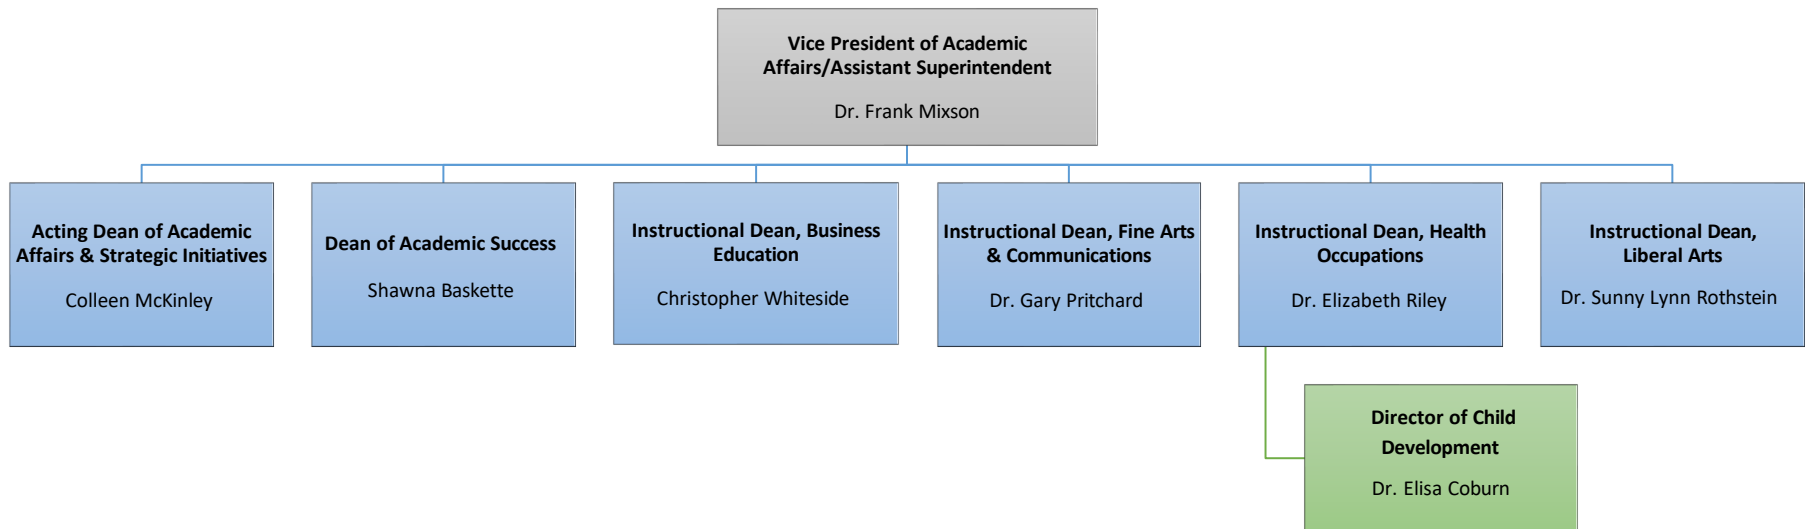 Vice President of Academic
Affairs/Assistant Superintendent
Dr. Frank Mixson
Acting Dean of Academic
Affairs & Strategic Initiatives
Colleen McKinley
Dean of Academic Success
Shawna Baskette
Instructional Dean, Business
Education
Christopher Whiteside
Instructional Dean, Fine Arts
& Communications
Dr. Gary Pritchard
Instructional Dean, Health
Occupations
Dr. Elizabeth Riley
Instructional Dean,
Liberal Arts
Dr. Sunny Lynn Rothstein
Director of Child
Development
Dr. Elisa Coburn